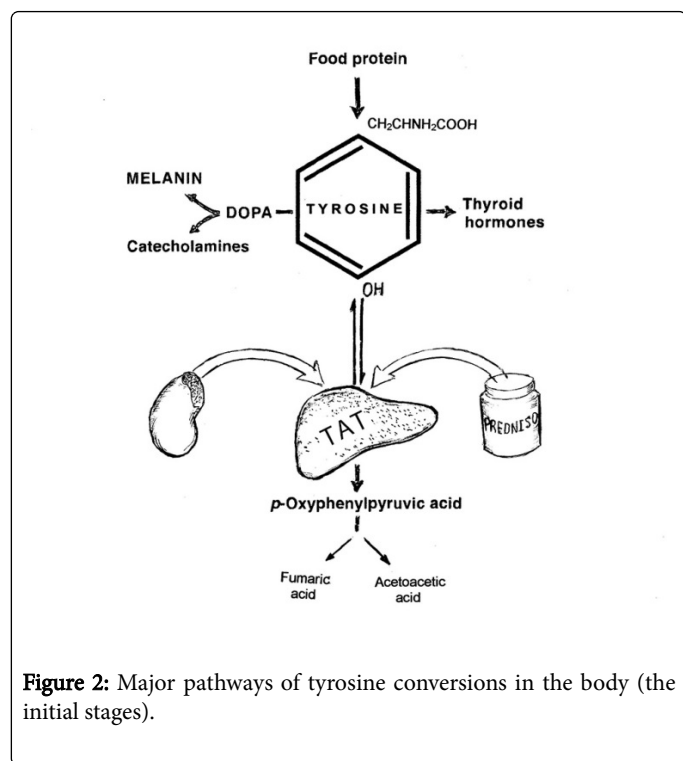 Food protein
CH₂CHNH₂COOH
MELANIN
DOPA
TYROSINE
Thyroid
hormones
Catecholamines
OH
TAT
PREDNISO
p-Oxyphenylpyruvic acid
Fumaric
acid
Acetoacetic
acid
Figure 2: Major pathways of tyrosine conversions in the body (the
initial stages).